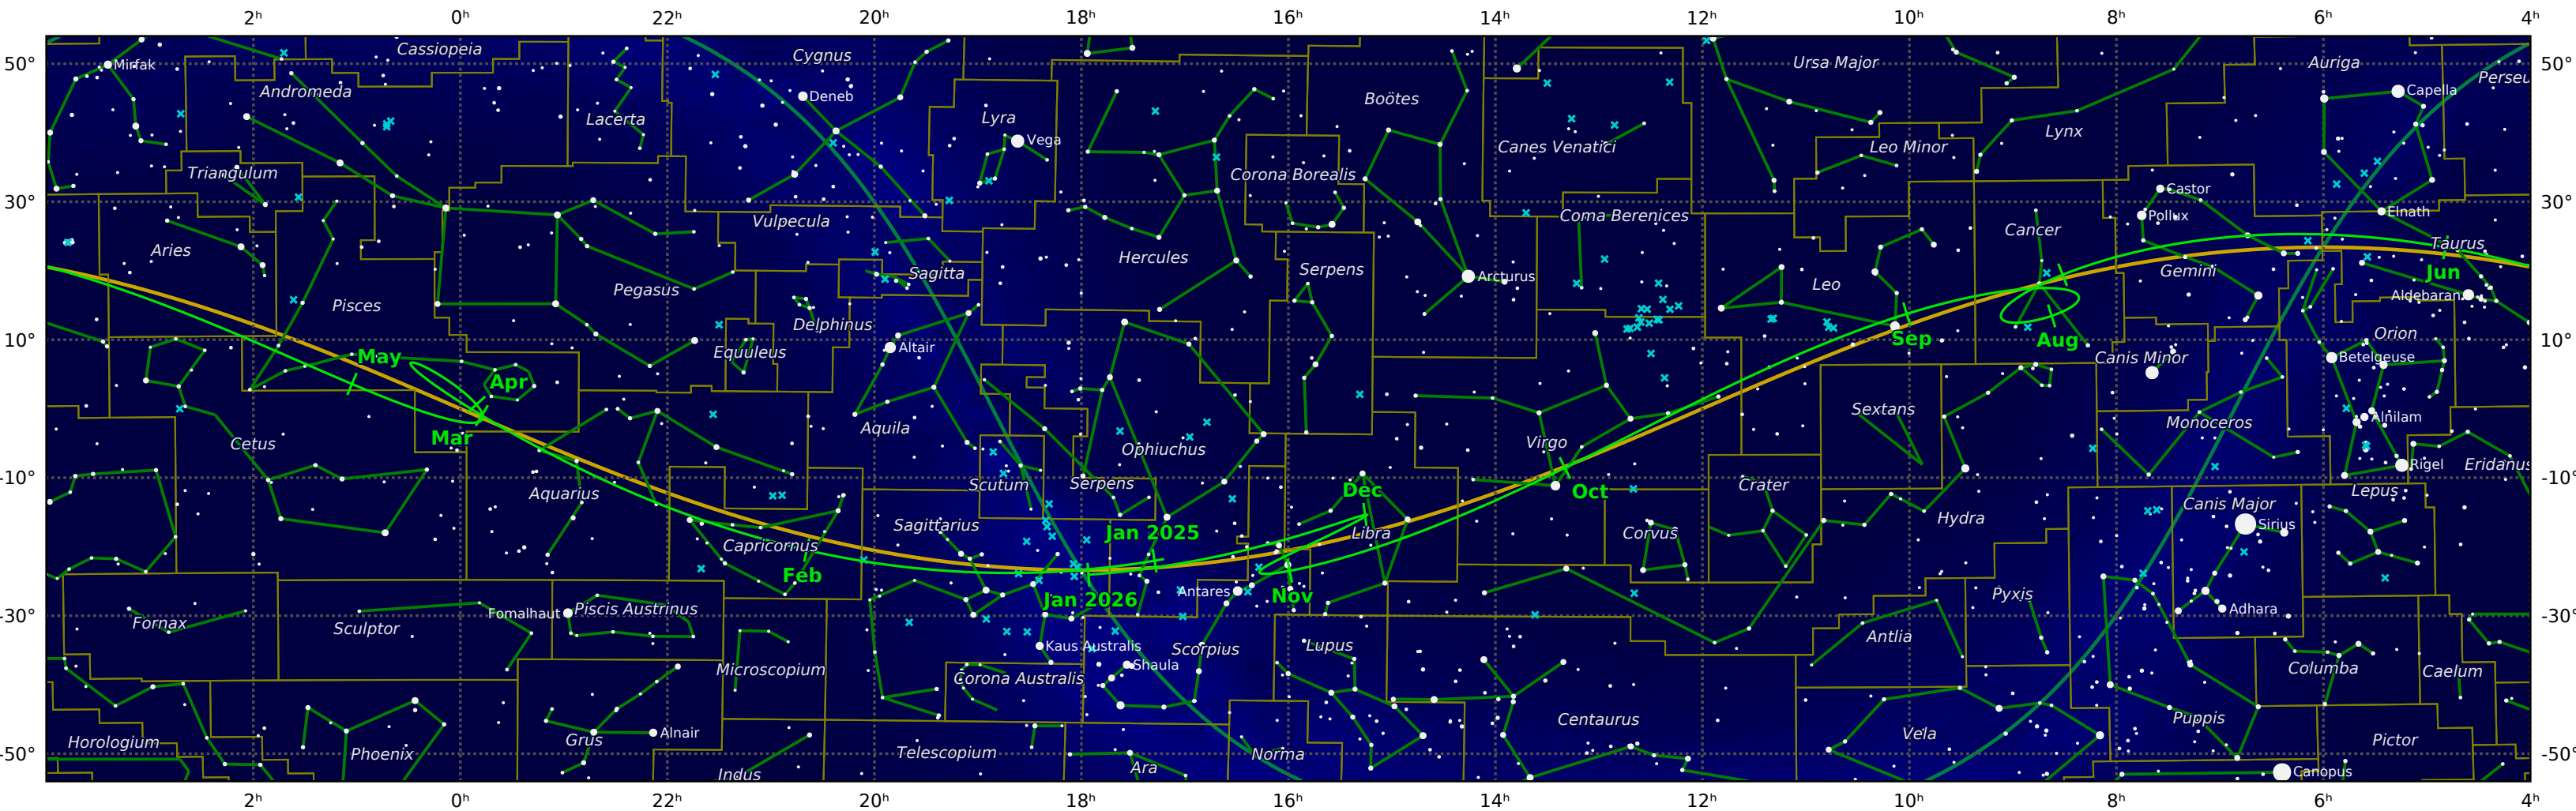 2ʰ 0ʰ 22ʰ 20ʰ 18ʰ 16ʰ 14ʰ 12ʰ 10ʰ 8ʰ 6ʰ 4ʰ
Cassiopeia
Cygnus
50° Mirfak Ursa Major Auriga 50°
Perseu
Andromeda Deneb Boötes Capella
Lacerta Lyra
Vega Canes Venatici Leo Minor Lynx
Triangulum Corona Borealis Castor
30° Vulpecula Coma Berenices Pollux Elnath 30°
Aries Hercules Cancer Taurus
Sagitta Serpens Arcturus Gemini Jun
Pisces Pegasus Leo Aldebaran
Delphinus
10° May Equuleus Altair Sep Aug Orion 10°
Canis Minor Betelgeuse
Apr
Mar Aquila Sextans Alnilam
Cetus Ophiuchus Virgo Monoceros
-10° Aquarius Scutum Serpens Dec Oct Crater Rigel Eridanus -10°
Lepus
Sagittarius Jan 2025 Libra Corvus Hydra Canis Major
Sirius
Capricornus
Feb
Jan 2026 Antares Nov Pyxis
-30° Fornax Sculptor Fomalhaut Piscis Austrinus Adhara -30°
Kaus Australis Scorpius Lupus Antlia
Microscopium Corona Australis Shaula Columba Caelum
Horologium Grus Alnair Centaurus Vela Puppis
-50° Phoenix Telescopium Norma Pictor -50°
Indus Ara Canopus
2ʰ 0ʰ 22ʰ 20ʰ 18ʰ 16ʰ 14ʰ 12ʰ 10ʰ 8ʰ 6ʰ 4ʰ